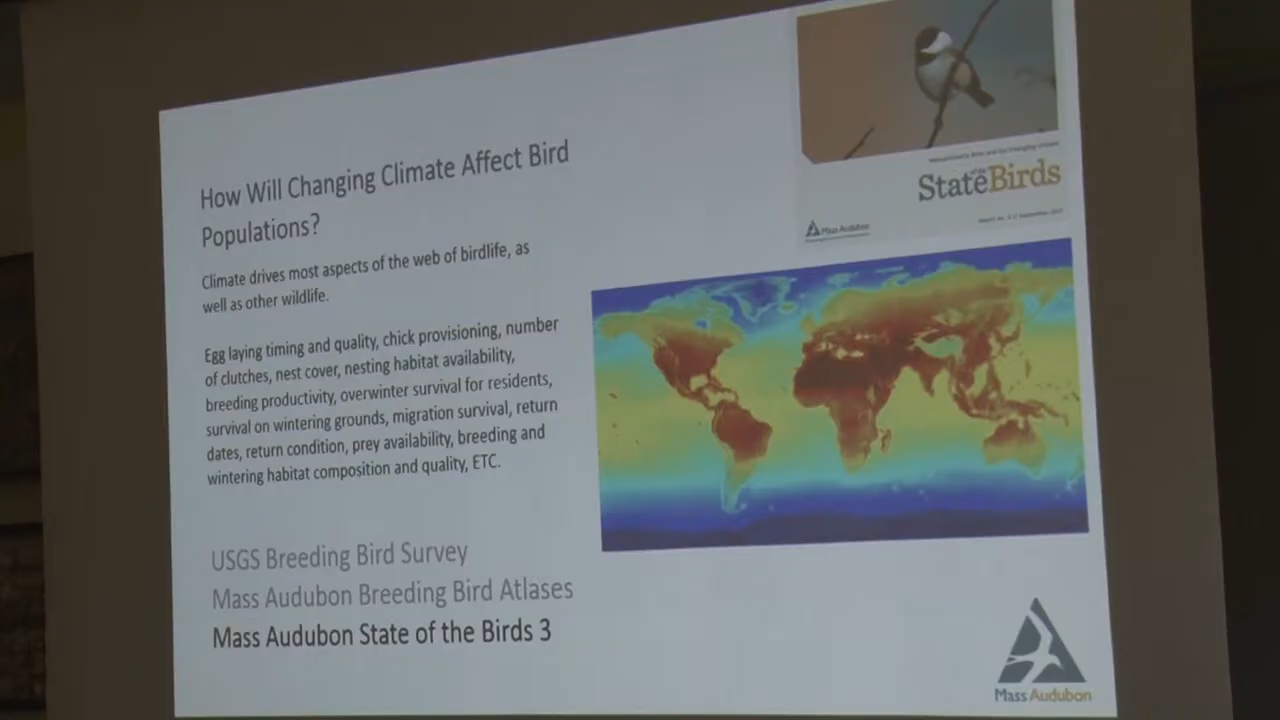 How Will Changing Climate Affect Bird
Populations?
Climate drives most aspects of the web of birdlife, as
well as other wildlife.
Egg laying timing and quality, chick provisioning, number
of clutches, nest cover, nesting habitat availability,
breeding productivity, overwinter survival for residents,
survival on wintering grounds, migration survival, return
dates, return condition, prey availability, breeding and
wintering habitat composition and quality, ETC.
USGS Breeding Bird Survey
Mass Audubon Breeding Bird Atlases
Mass Audubon State of the Birds 3
State of the Birds
Mass Audubon
Mass Audubon